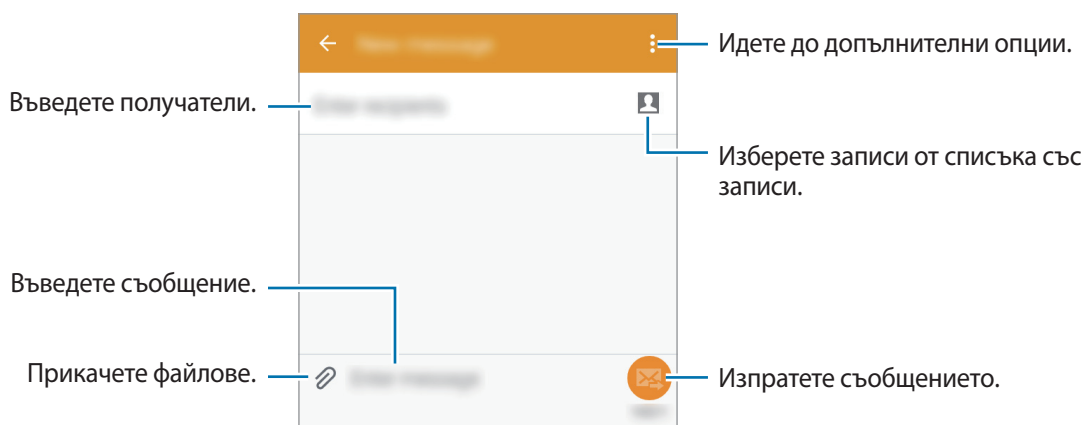 Идете до допълнителни опции.
Въведете получатели.
Изберете записи от списъка със
записи.
Въведете съобщение.
Прикачете файлове.
Изпратете съобщението.